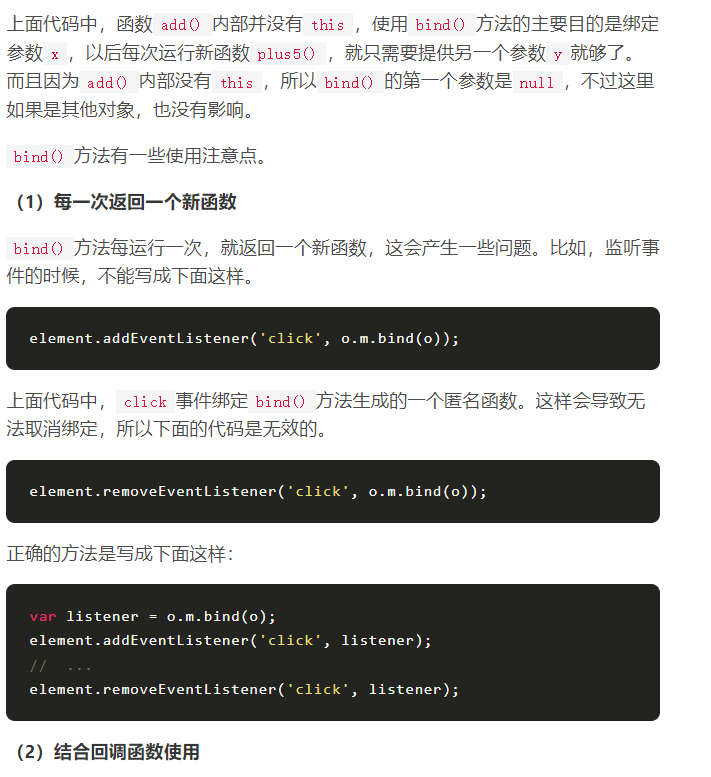 上面代码中，函数 add() 内部并没有 this ，使用 bind() 方法的主要目的是绑定
参数 x ，以后每次运行新函数 plus5() ，就只需要提供另一个参数 y 就够了。
而且因为 add() 内部没有 this ，所以 bind() 的第一个参数是 null ，不过这里
如果是其他对象，也没有影响。
bind() 方法有一些使用注意点。
（1）每一次返回一个新函数
bind() 方法每运行一次，就返回一个新函数，这会产生一些问题。比如，监听事
件的时候，不能写成下面这样。
element.addEventListener('click', o.m.bind(o));
上面代码中， click 事件绑定 bind() 方法生成的一个匿名函数。这样会导致无
法取消绑定，所以下面的代码是无效的。
element.removeEventListener('click', o.m.bind(o));
正确的方法是写成下面这样：
var listener = o.m.bind(o);
element.addEventListener('click', listener);
//  ...
element.removeEventListener('click', listener);
（2）结合回调函数使用